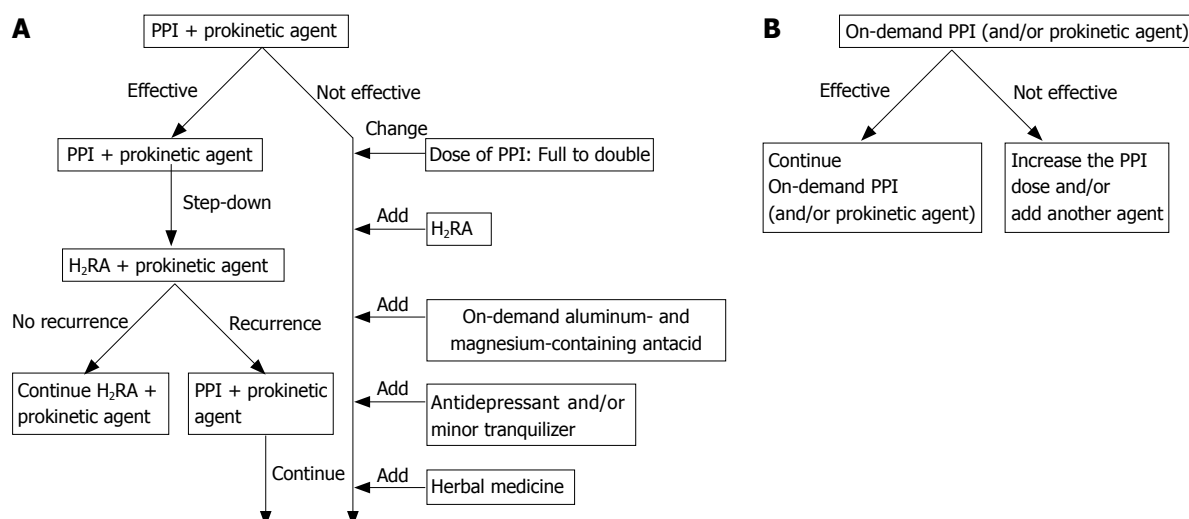 A
PPI + prokinetic agent
Effective
Not effective
PPI + prokinetic agent
Step-down
H₂RA + prokinetic agent
No recurrence
Recurrence
Continue H₂RA +
prokinetic agent
PPI + prokinetic
agent
Continue
Change
Dose of PPI: Full to double
Add
H₂RA
Add
On-demand aluminum- and
magnesium-containing antacid
Add
Antidepressant and/or
minor tranquilizer
Add
Herbal medicine
B
On-demand PPI (and/or prokinetic agent)
Effective
Not effective
Continue
On-demand PPI
(and/or prokinetic agent)
Increase the PPI
dose and/or
add another agent